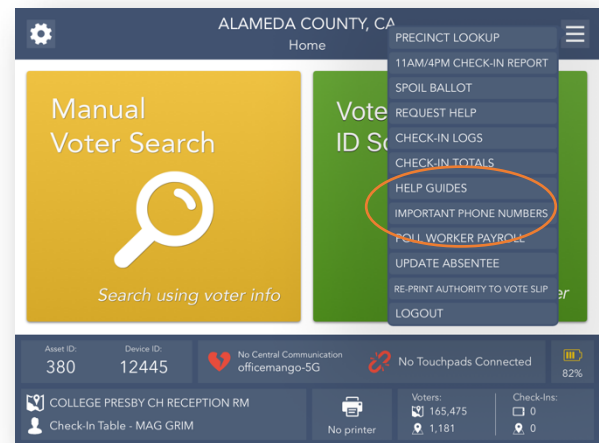 ALAMEDA COUNTY, CA
Home
PRECINCT LOOKUP
11AM/4PM CHECK-IN REPORT
SPOIL BALLOT
REQUEST HELP
CHECK-IN LOGS
CHECK-IN TOTALS
HELP GUIDES
IMPORTANT PHONE NUMBERS
POLL WORKER PAYROLL
UPDATE ABSENTEE
RE-PRINT AUTHORITY TO VOTE SLIP
LOGOUT
Manual
Voter Search
Search using voter info
Vote
ID Sc
er
Asset ID:
380
Device ID:
12445
No Central Communication
officemango-5G
No Touchpads Connected
82%
COLLEGE PRESBY CH RECEPTION RM
Check-In Table - MAG GRIM
No printer
Voters:
165,475
1,181
Check-Ins:
0
0